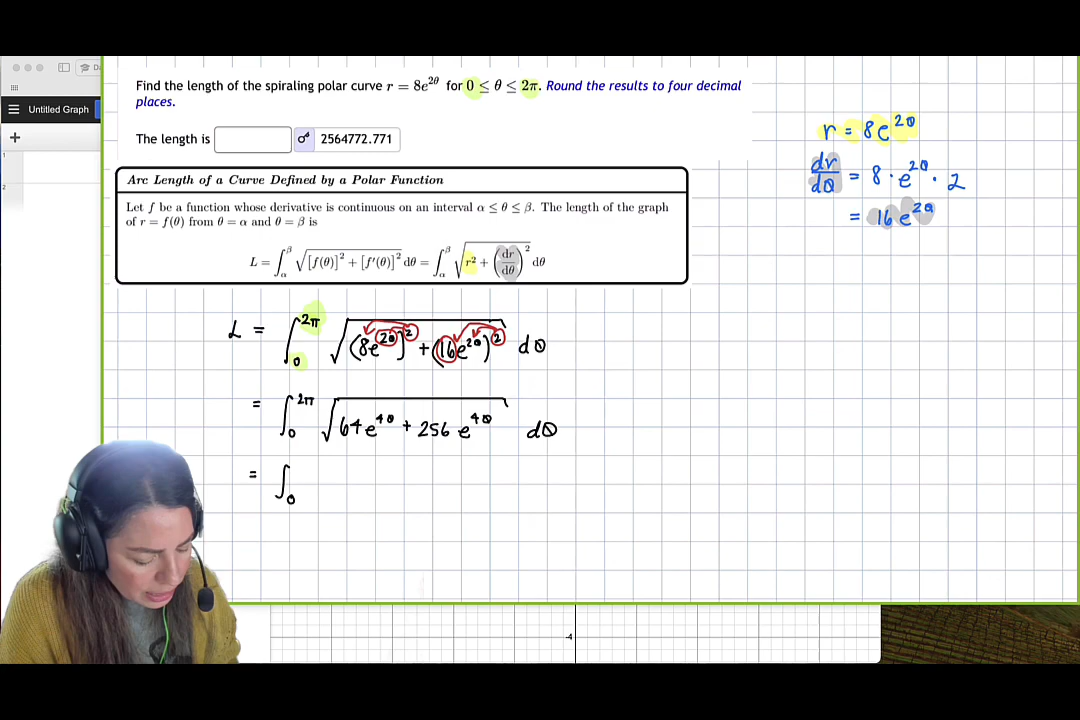 Untitled Graph
1
2
Find the length of the spiraling polar curve r = 8e^{2θ} for 0 ≤ θ ≤ 2π. Round the results to four decimal
places.
The length is
σ⁶ 2564772.771
Arc Length of a Curve Defined by a Polar Function
Let f be a function whose derivative is continuous on an interval α ≤ θ ≤ β. The length of the graph
of r = f(θ) from θ = α and θ = β is
L = ∫_α^β √([f(θ)]² + [f′(θ)]²) dθ = ∫_α^β √(r² + (dr/dθ)²) dθ
r = 8e^{2θ}
dr/dθ = 8 · e^{2θ} · 2
= 16e^{2θ}
L = ∫_0^{2π} √((8e^{2θ})² + (16e^{2θ})²) dθ
= ∫_0^{2π} √(64e^{4θ} + 256e^{4θ}) dθ
= ∫_0
-4